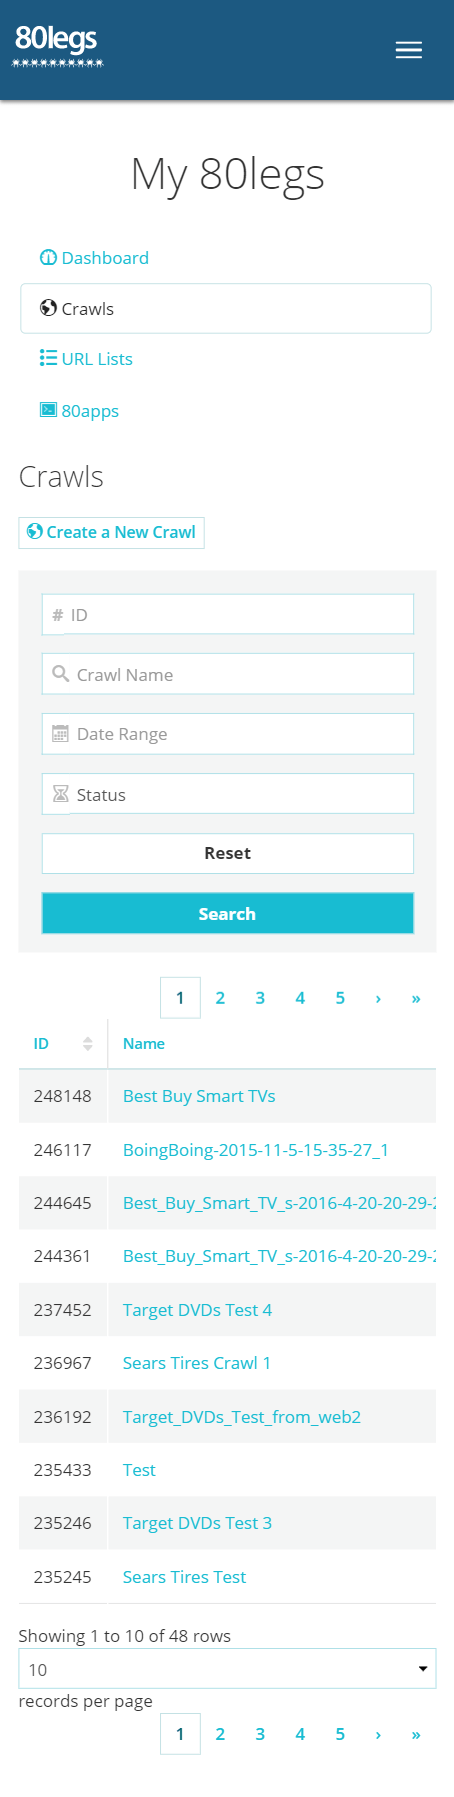 80legs
My 80legs
Dashboard
Crawls
URL Lists
80apps
Crawls
Create a New Crawl
# ID
Crawl Name
Date Range
Status
Reset
Search
1 2 3 4 5 › »
ID Name
248148 Best Buy Smart TVs
246117 BoingBoing-2015-11-5-15-35-27_1
244645 Best_Buy_Smart_TV_s-2016-4-20-20-29-2
244361 Best_Buy_Smart_TV_s-2016-4-20-20-29-2
237452 Target DVDs Test 4
236967 Sears Tires Crawl 1
236192 Target_DVDs_Test_from_web2
235433 Test
235246 Target DVDs Test 3
235245 Sears Tires Test
Showing 1 to 10 of 48 rows
10
records per page
1 2 3 4 5 › »